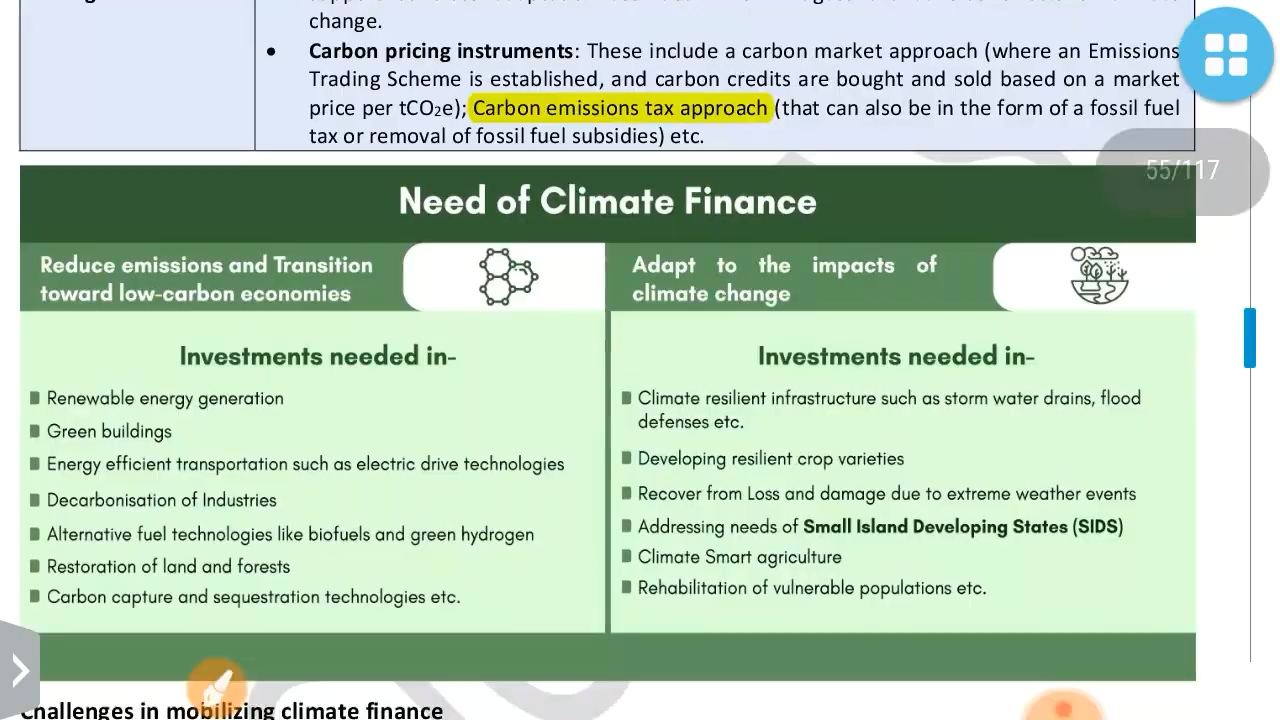 change.
• Carbon pricing instruments: These include a carbon market approach (where an Emissions
Trading Scheme is established, and carbon credits are bought and sold based on a market
price per tCO₂e); Carbon emissions tax approach (that can also be in the form of a fossil fuel
tax or removal of fossil fuel subsidies) etc.
55/117
Need of Climate Finance
Reduce emissions and Transition
toward low-carbon economies
Investments needed in-
Renewable energy generation
Green buildings
Energy efficient transportation such as electric drive technologies
Decarbonisation of Industries
Alternative fuel technologies like biofuels and green hydrogen
Restoration of land and forests
Carbon capture and sequestration technologies etc.
Adapt to the impacts of
climate change
Investments needed in-
Climate resilient infrastructure such as storm water drains, flood
defenses etc.
Developing resilient crop varieties
Recover from Loss and damage due to extreme weather events
Addressing needs of Small Island Developing States (SIDS)
Climate Smart agriculture
Rehabilitation of vulnerable populations etc.
Challenges in mobilizing climate finance